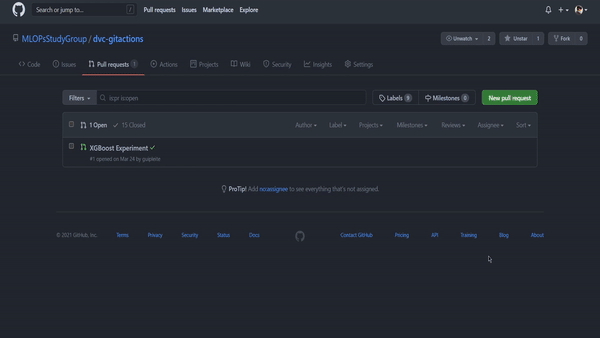 Search or jump to... / Pull requests Issues Marketplace Explore
MLOPsStudyGroup / dvc-gitactions Unwatch 2 Unstar 1 Fork 0
Code Issues Pull requests 1 Actions Projects Wiki Security Insights Settings
Filters is:pr is:open Labels 9 Milestones 0 New pull request
1 Open 15 Closed Author Label Projects Milestones Reviews Assignee Sort
XGBoost Experiment
#1 opened on Mar 24 by
ProTip! Add no:assignee to see everything that's not assigned.
© 2021 GitHub, Inc. Terms Privacy Security Status Docs Contact GitHub Pricing API Training Blog About